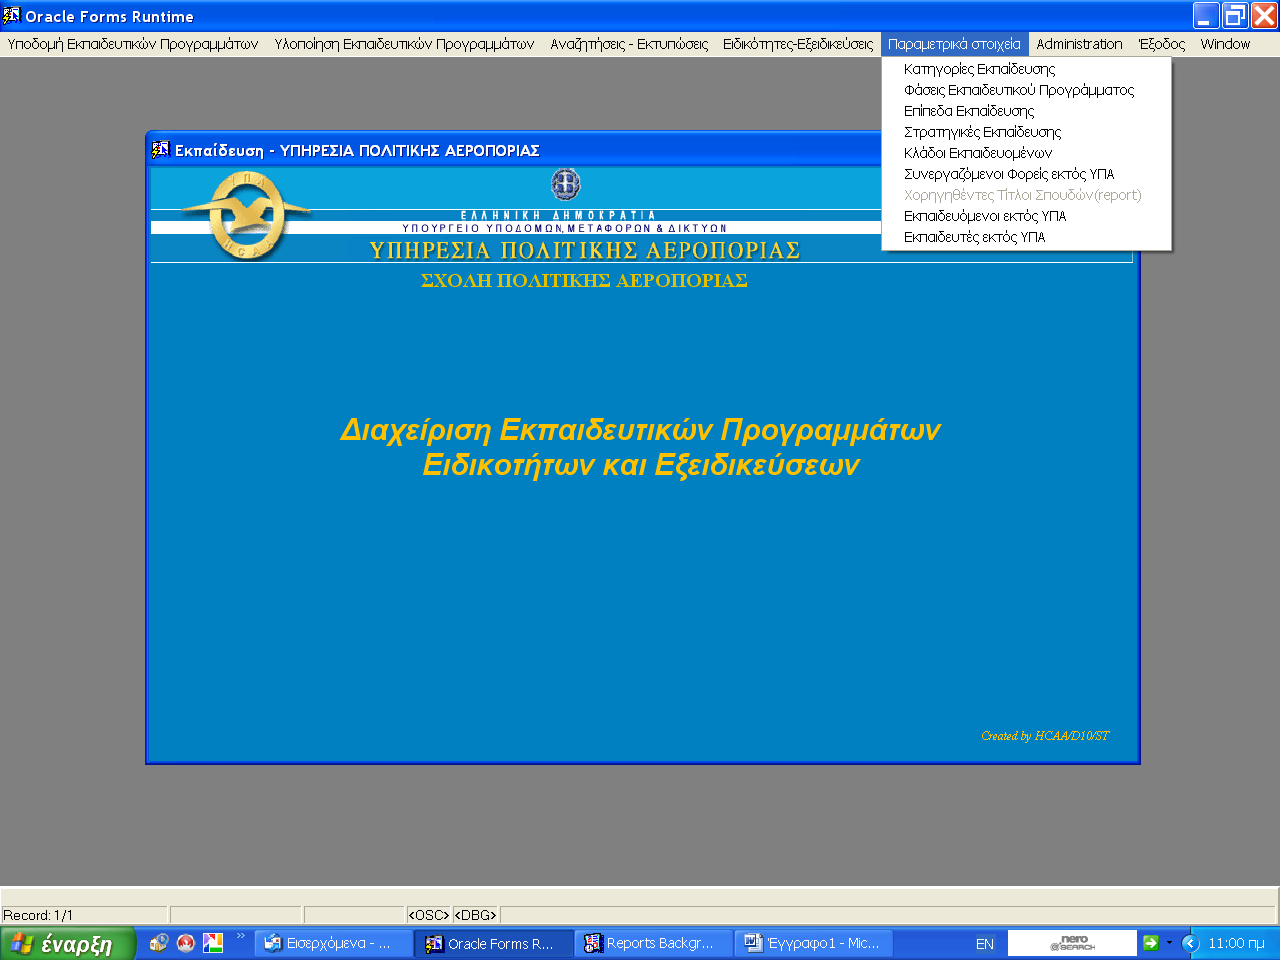 Oracle Forms Runtime
Υποδομή Εκπαιδευτικών Προγραμμάτων Υλοποίηση Εκπαιδευτικών Προγραμμάτων Αναζητήσεις - Εκτυπώσεις Ειδικότητες-Εξειδικεύσεις Παραμετρικά στοιχεία Administration Έξοδος Window
Κατηγορίες Εκπαίδευσης
Φάσεις Εκπαιδευτικού Προγράμματος
Επίπεδα Εκπαίδευσης
Στρατηγικές Εκπαίδευσης
Κλάδοι Εκπαιδευομένων
Συνεργαζόμενοι Φορείς εκτός ΥΠΑ
Χορηγηθέντες Τίτλοι Σπουδών(report)
Εκπαιδευόμενοι εκτός ΥΠΑ
Εκπαιδευτές εκτός ΥΠΑ
Εκπαίδευση - ΥΠΗΡΕΣΙΑ ΠΟΛΙΤΙΚΗΣ ΑΕΡΟΠΟΡΙΑΣ
ΥΠΑ
HCAA
ΕΛΛΗΝΙΚΗ ΔΗΜΟΚΡΑΤΙΑ
ΥΠΟΥΡΓΕΙΟ ΥΠΟΔΟΜΩΝ,ΜΕΤΑΦΟΡΩΝ & ΔΙΚΤΥΩΝ
ΥΠΗΡΕΣΙΑ ΠΟΛΙΤΙΚΗΣ ΑΕΡΟΠΟΡΙΑΣ
ΣΧΟΛΗ ΠΟΛΙΤΙΚΗΣ ΑΕΡΟΠΟΡΙΑΣ
Διαχείριση Εκπαιδευτικών Προγραμμάτων
Ειδικοτήτων και Εξειδικεύσεων
Created by HCAA/D10/ST
Record: 1/1 <OSC> <DBG>
έναρξη Εισερχόμενα - ... Oracle Forms R... Reports Backgr... Έγγραφο1 - Mic... EN nero @SEARCH 11:00 πμ